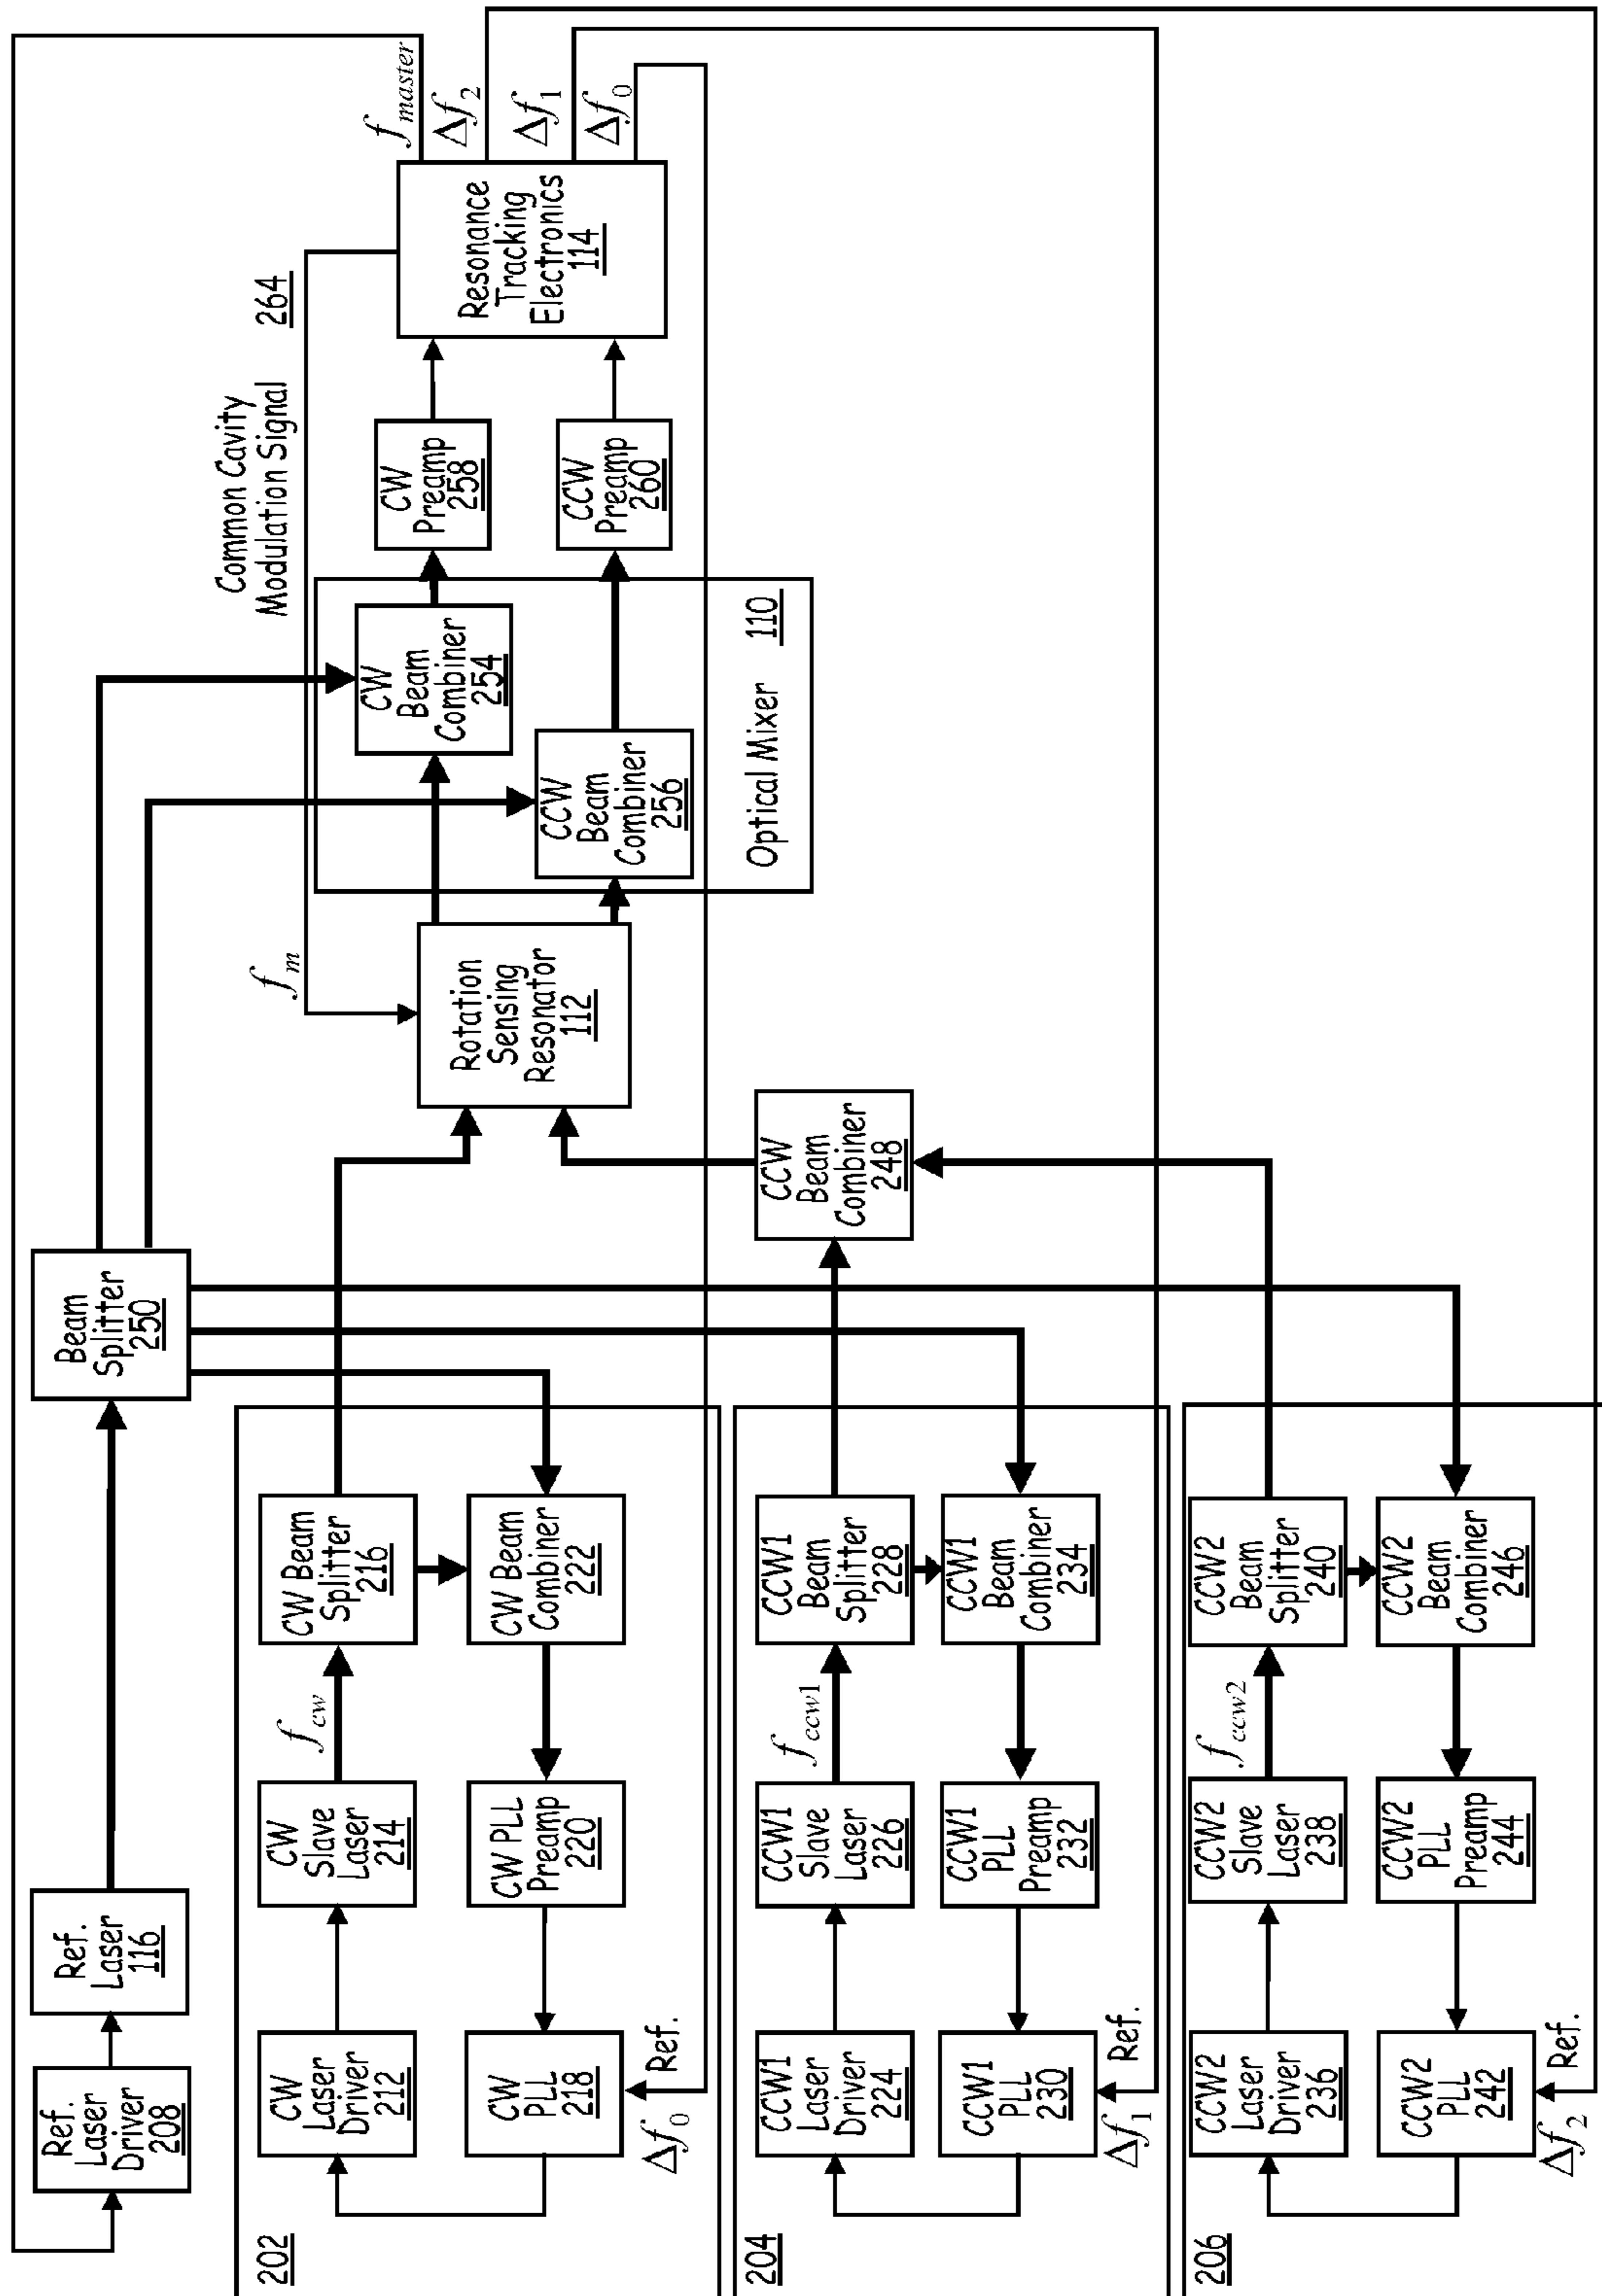 Ref.
Laser
Driver
208
Ref.
Laser
116
Beam
Splitter
250
202
CW
Laser
Driver
212
CW
Slave
Laser
214
f_cw
CW Beam
Splitter
216
CW
PLL
218
CW PLL
Preamp
220
CW Beam
Combiner
222
Δf_0
Ref.
204
CCW1
Laser
Driver
224
CCW1
Slave
Laser
226
f_ccw1
CCW1
Beam
Splitter
228
CCW1
PLL
230
CCW1
PLL
Preamp
232
CCW1
Beam
Combiner
234
Δf_1
Ref.
206
CCW2
Laser
Driver
236
CCW2
Slave
Laser
238
f_ccw2
CCW2
Beam
Splitter
240
CCW2
PLL
242
CCW2
PLL
Preamp
244
CCW2
Beam
Combiner
246
Δf_2
Ref.
CCW
Beam
Combiner
248
f_m
Rotation
Sensing
Resonator
112
Common Cavity
Modulation Signal
264
CW
Beam
Combiner
254
CCW
Beam
Combiner
256
Optical Mixer
110
CW
Preamp
258
CCW
Preamp
260
Resonance
Tracking
Electronics
114
f_master
Δf_2
Δf_1
Δf_0